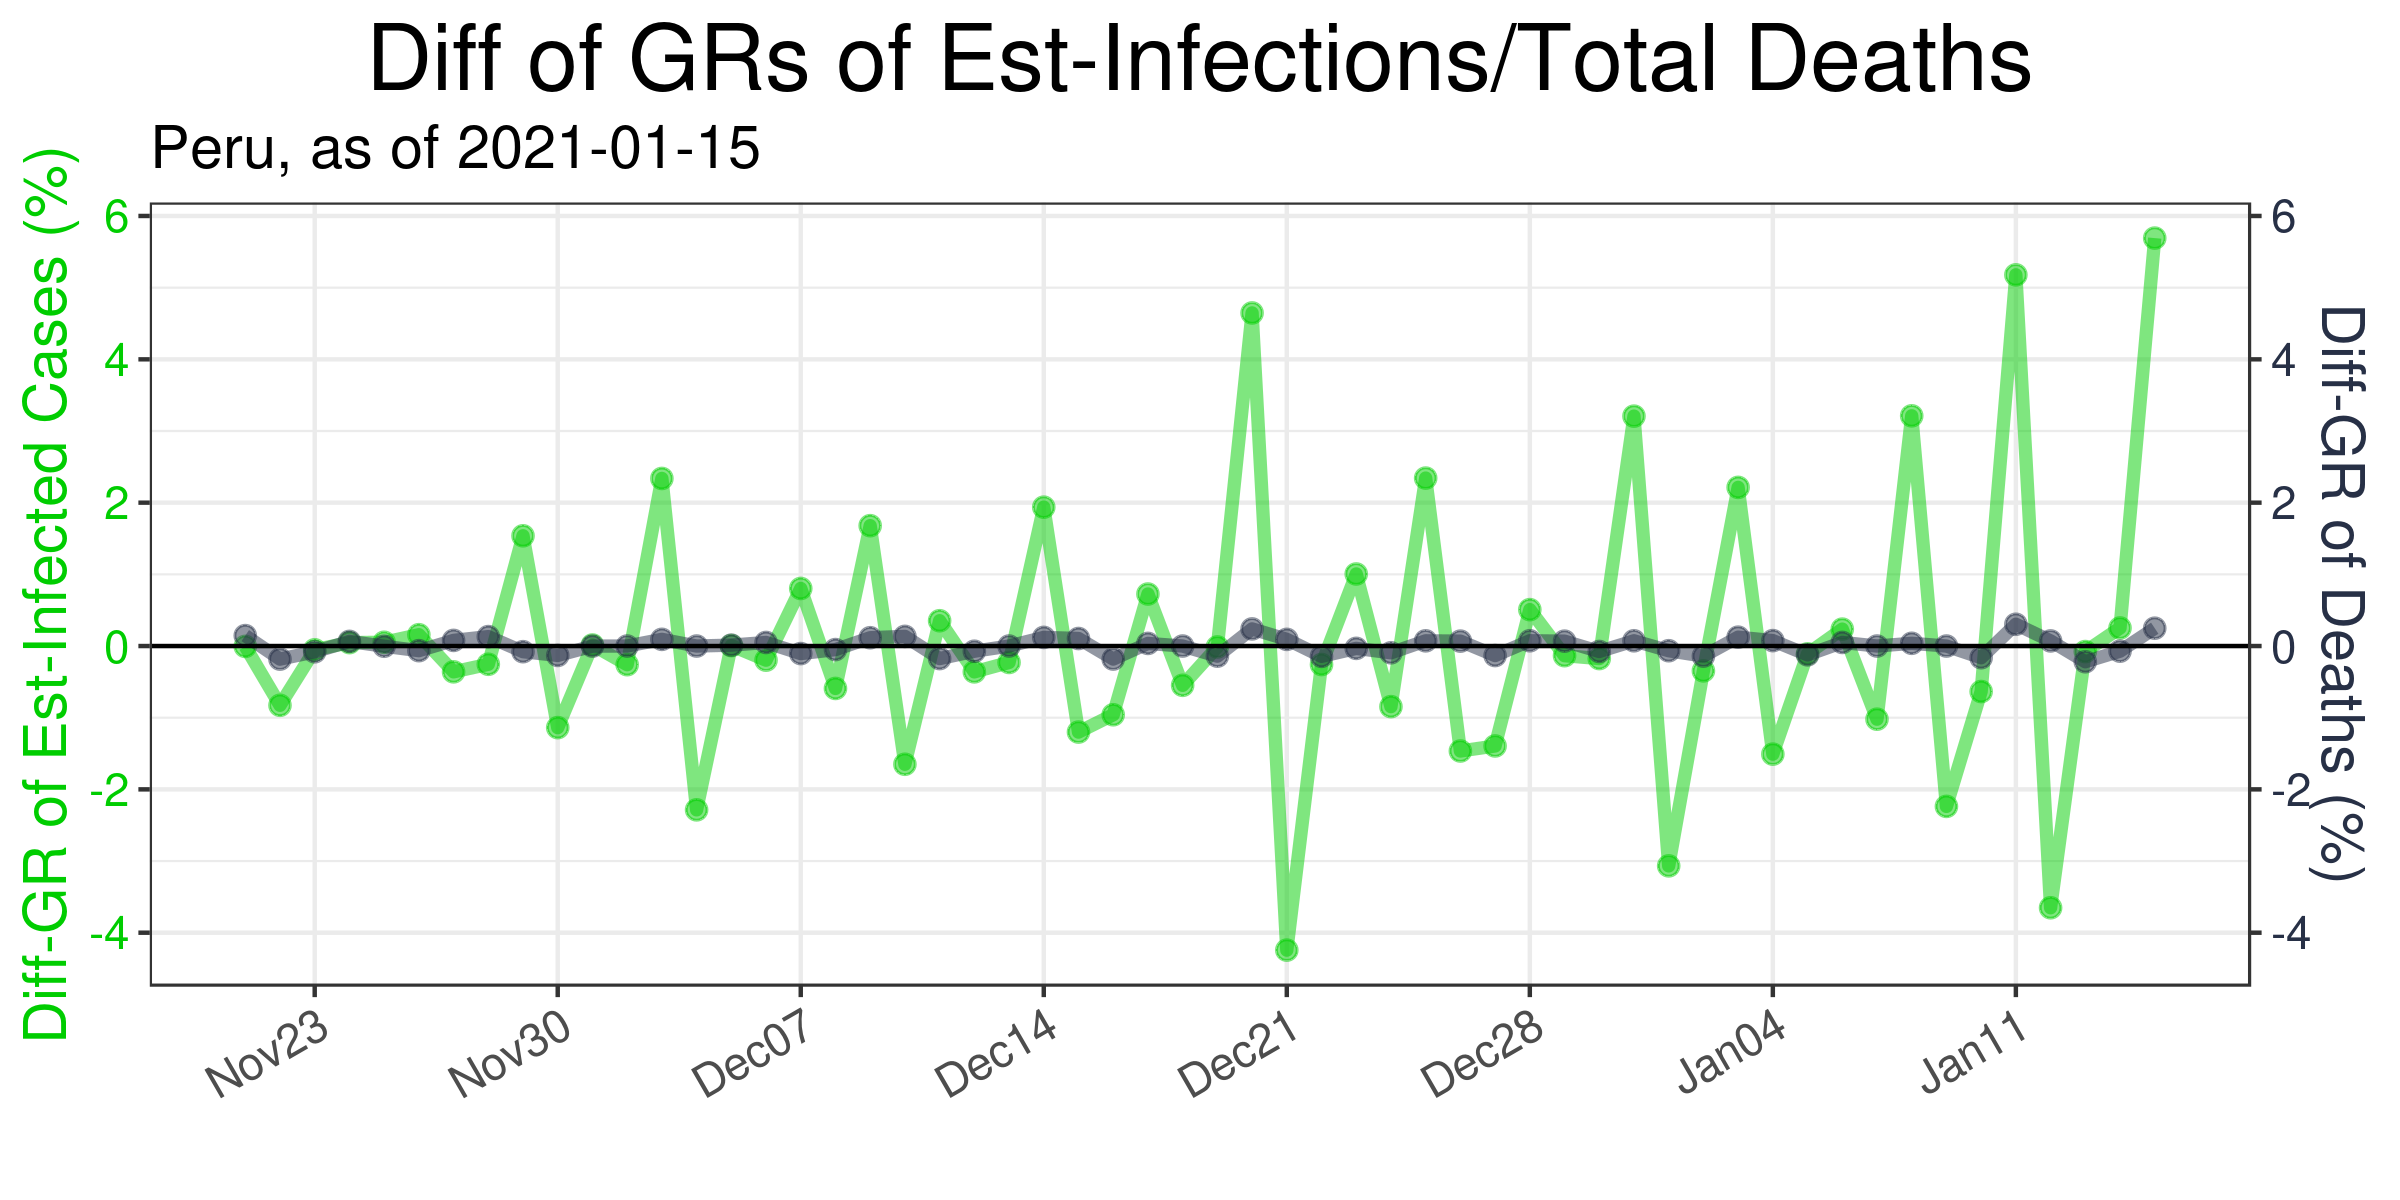 Diff of GRs of Est-Infections/Total Deaths
Peru, as of 2021-01-15
Diff-GR of Est-Infected Cases (%)
6
4
2
0
-2
-4
6
4
2
0
-2
-4
Diff-GR of Deaths (%)
Nov23
Nov30
Dec07
Dec14
Dec21
Dec28
Jan04
Jan11